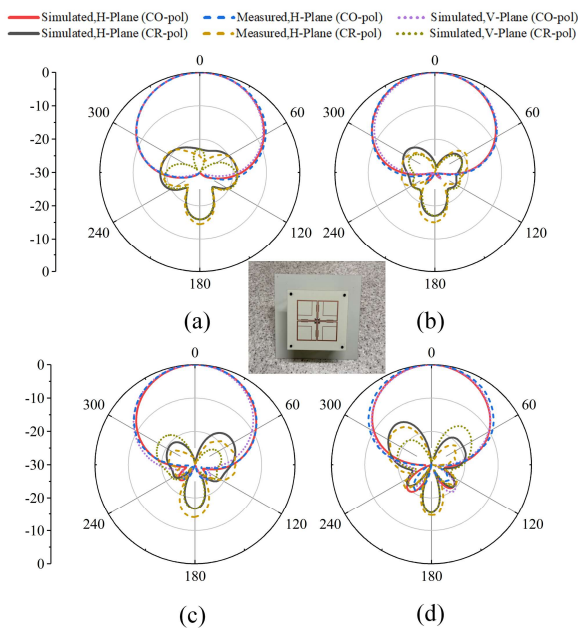 Simulated,H-Plane (CO-pol) Measured,H-Plane (CO-pol) Simulated,V-Plane (CO-pol)
Simulated,H-Plane (CR-pol) Measured,H-Plane (CR-pol) Simulated,V-Plane (CR-pol)
0 0 0
-10 300 60 300 60
-20
-30
-20 240 120 240 120
-10
0 180 180
(a) (b)
0 0 0
-10 300 60 300 60
-20
-30
-20 240 120 240 120
-10
0 180 180
(c) (d)